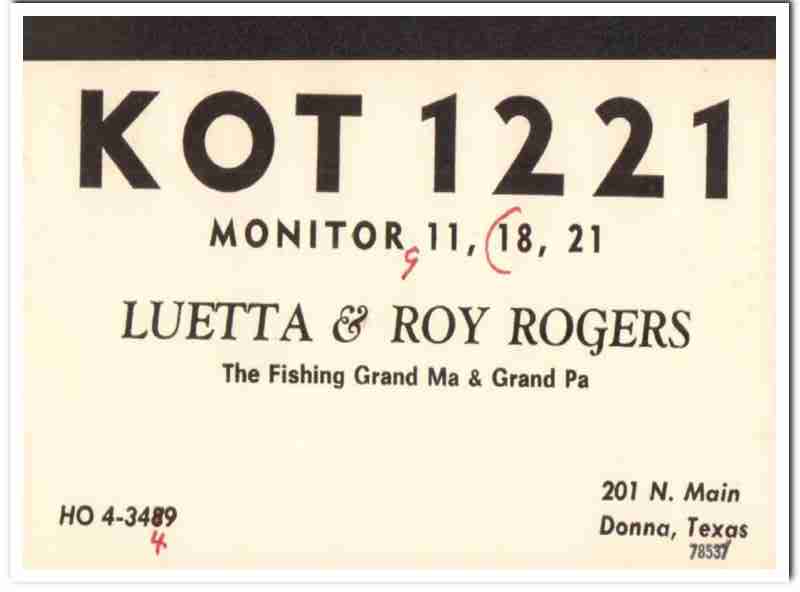 KOT 1221
MONITOR 11, 18, 21
9
LUETTA & ROY ROGERS
The Fishing Grand Ma & Grand Pa
HO 4-3489
4
201 N. Main
Donna, Texas
78537